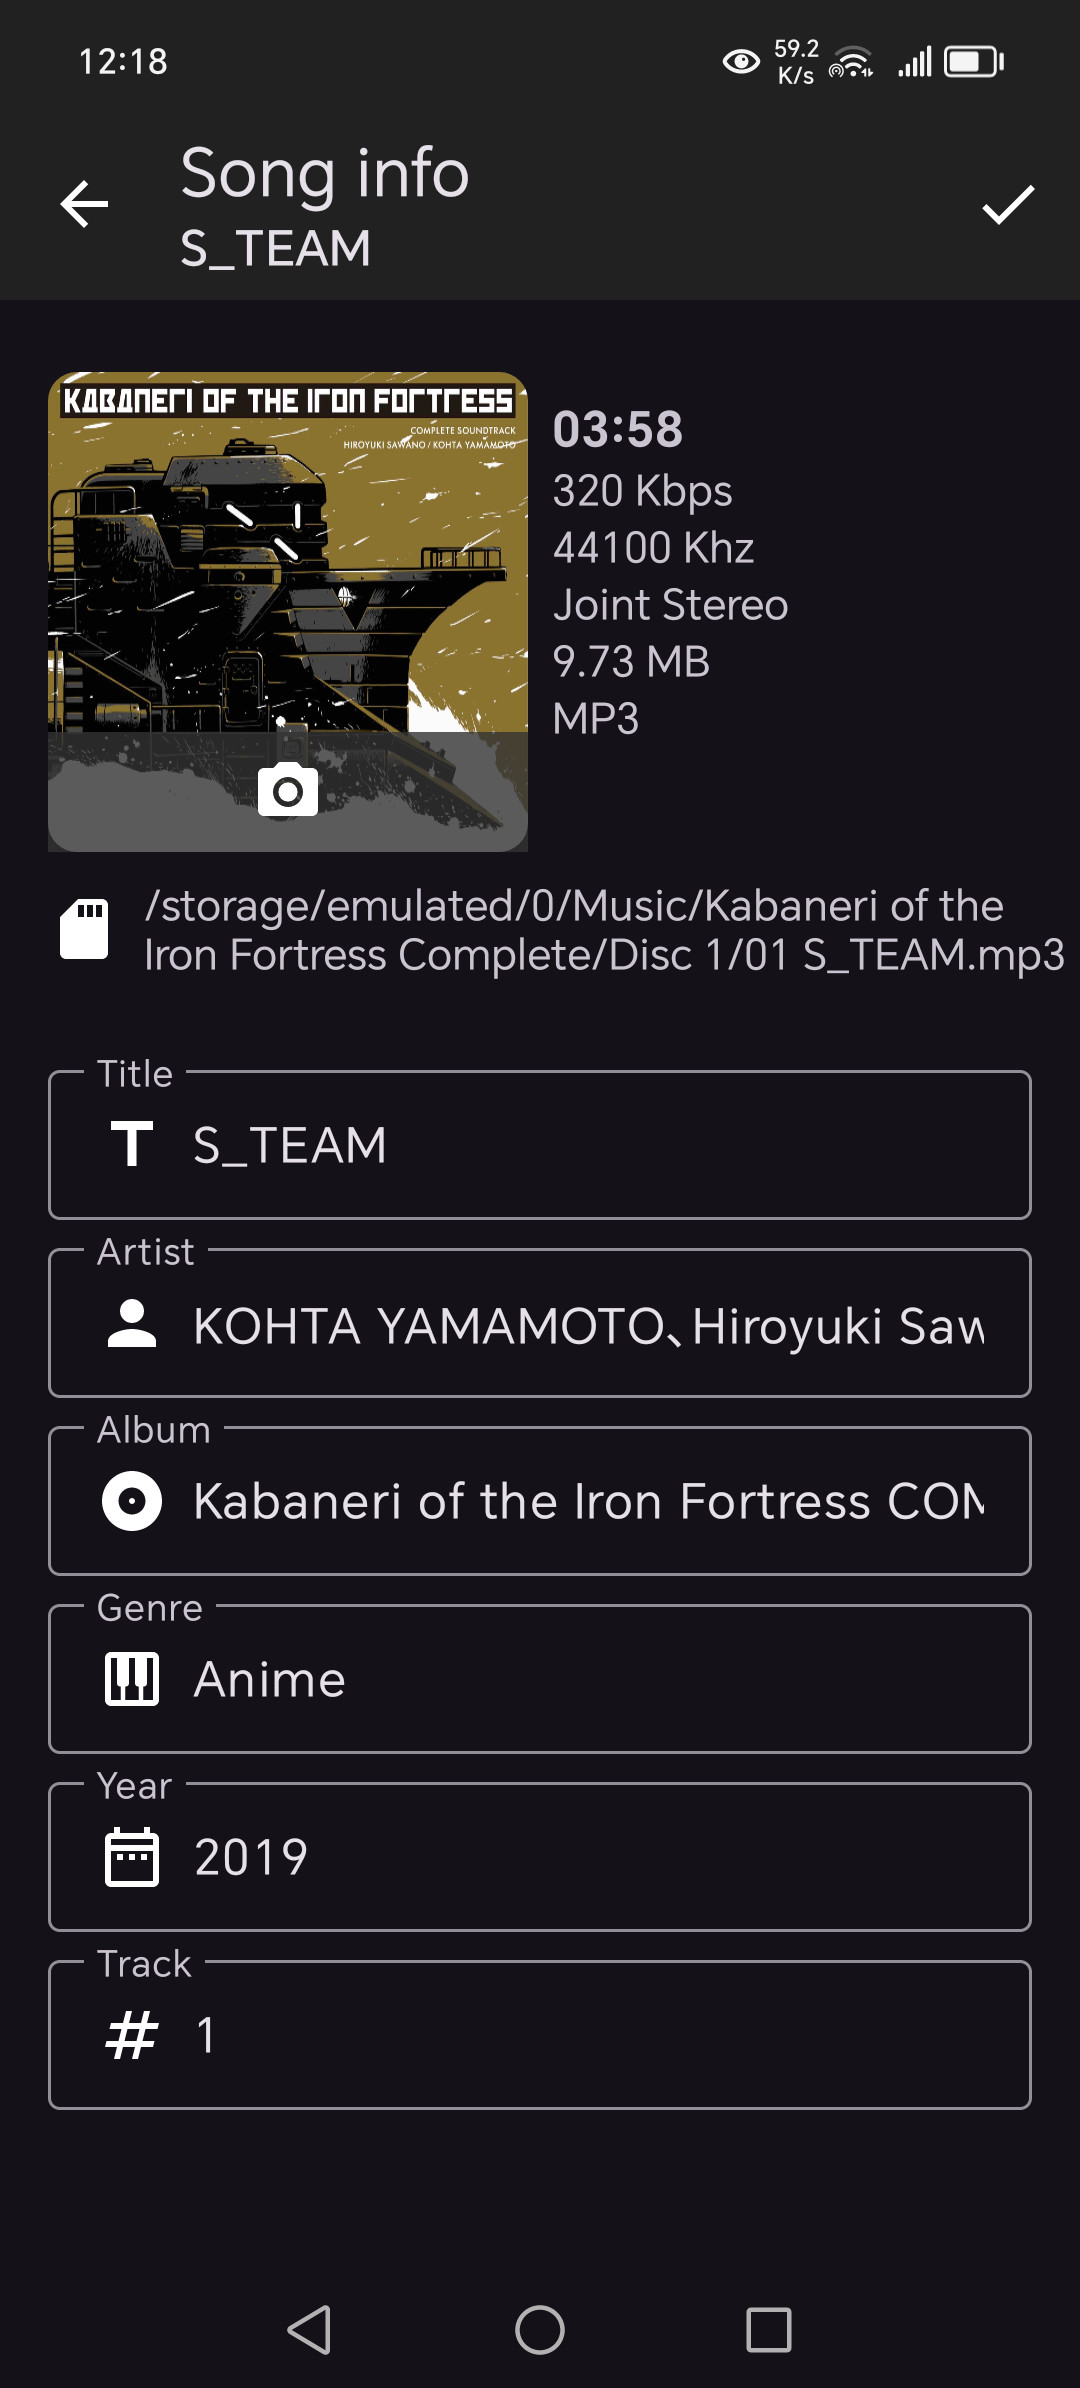 12:18
59.2
K/s
Song info
S_TEAM
KABANERI OF THE IRON FORTRESS
COMPLETE SOUNDTRACK
HIROYUKI SAWANO / KOHTA YAMAMOTO
03:58
320 Kbps
44100 Khz
Joint Stereo
9.73 MB
MP3
/storage/emulated/0/Music/Kabaneri of the
Iron Fortress Complete/Disc 1/01 S_TEAM.mp3
Title
S_TEAM
Artist
KOHTA YAMAMOTO、Hiroyuki Saw
Album
Kabaneri of the Iron Fortress COM
Genre
Anime
Year
2019
Track
1